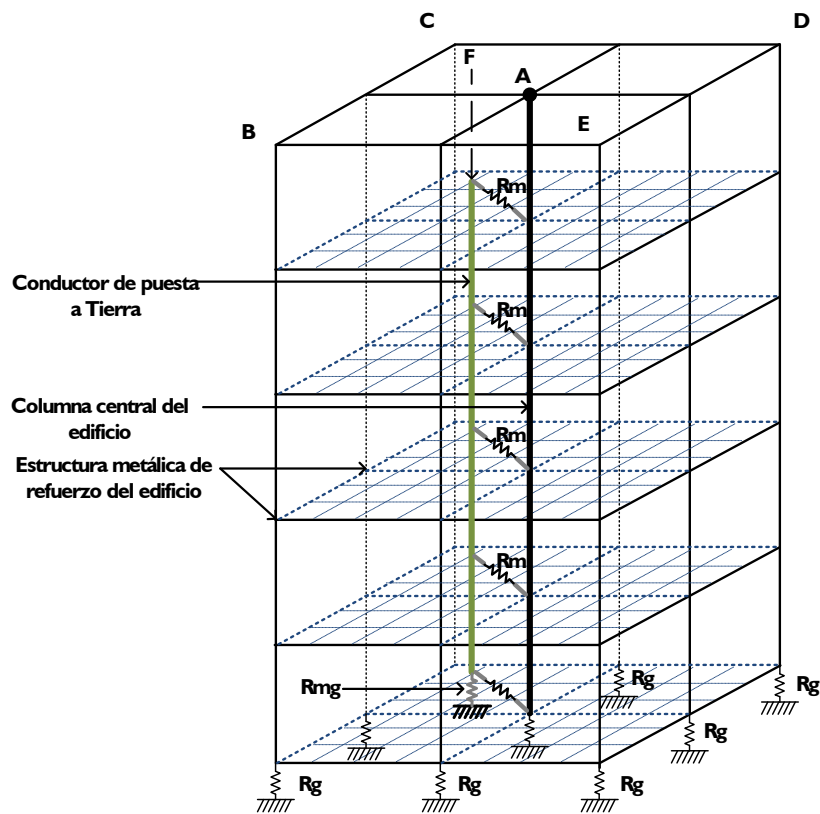 C
D
F
A
B
E
Rm
Conductor de puesta
a Tierra
Rm
Columna central del
edificio
Rm
Estructura metálica de
refuerzo del edificio
Rm
Rmg
Rg
Rg
Rg
Rg
Rg
Rg